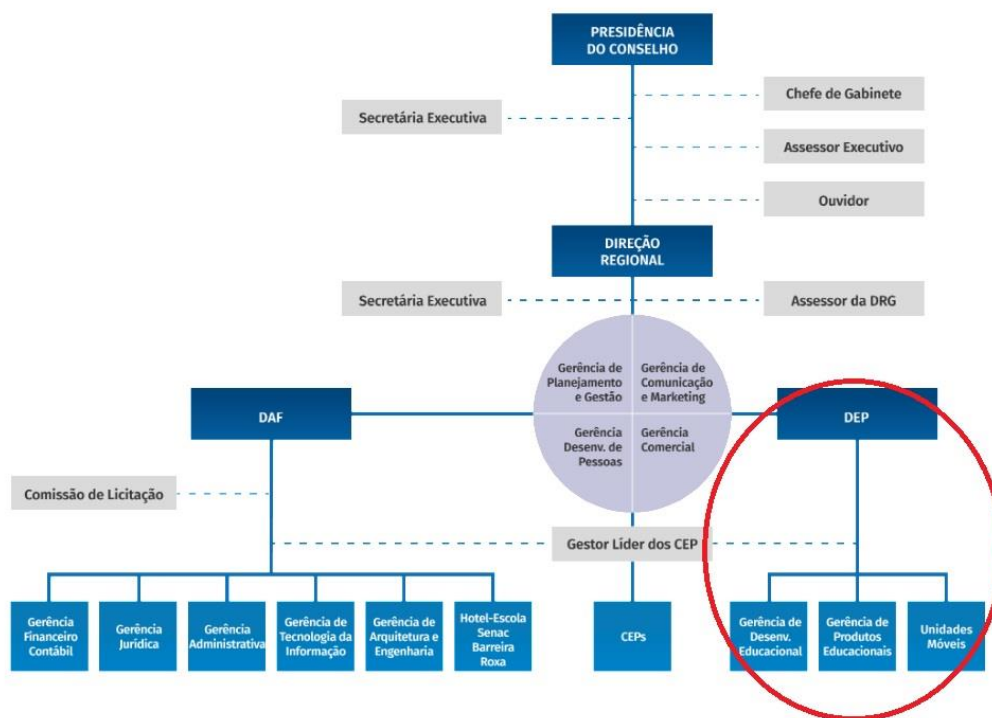 PRESIDÊNCIA
DO CONSELHO
Chefe de Gabinete
Secretária Executiva
Assessor Executivo
Ouvidor
DIREÇÃO
REGIONAL
Secretária Executiva
Assessor da DRG
Gerência de
Planejamento
e Gestão
Gerência de
Comunicação
e Marketing
DAF
DEP
Gerência
Desenv. de
Pessoas
Gerência
Comercial
Comissão de Licitação
Gestor Líder dos CEP
Gerência
Financeiro
Contábil
Gerência
Jurídica
Gerência
Administrativa
Gerência de
Tecnologia da
Informação
Gerência de
Arquitetura e
Engenharia
Hotel-Escola
Senac
Barreira
Roxa
CEPs
Gerência de
Desenv.
Educacional
Gerência de
Produtos
Educacionais
Unidades
Móveis